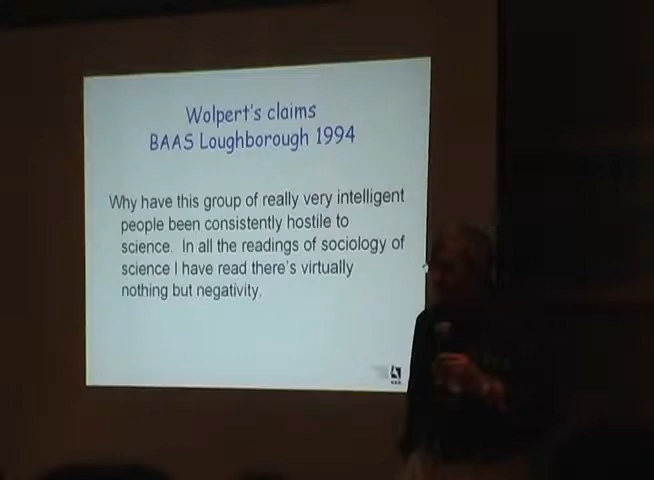 Wolpert's claims
BAAS Loughborough 1994
Why have this group of really very intelligent
people been consistently hostile to
science. In all the readings of sociology of
science I have read there's virtually
nothing but negativity.